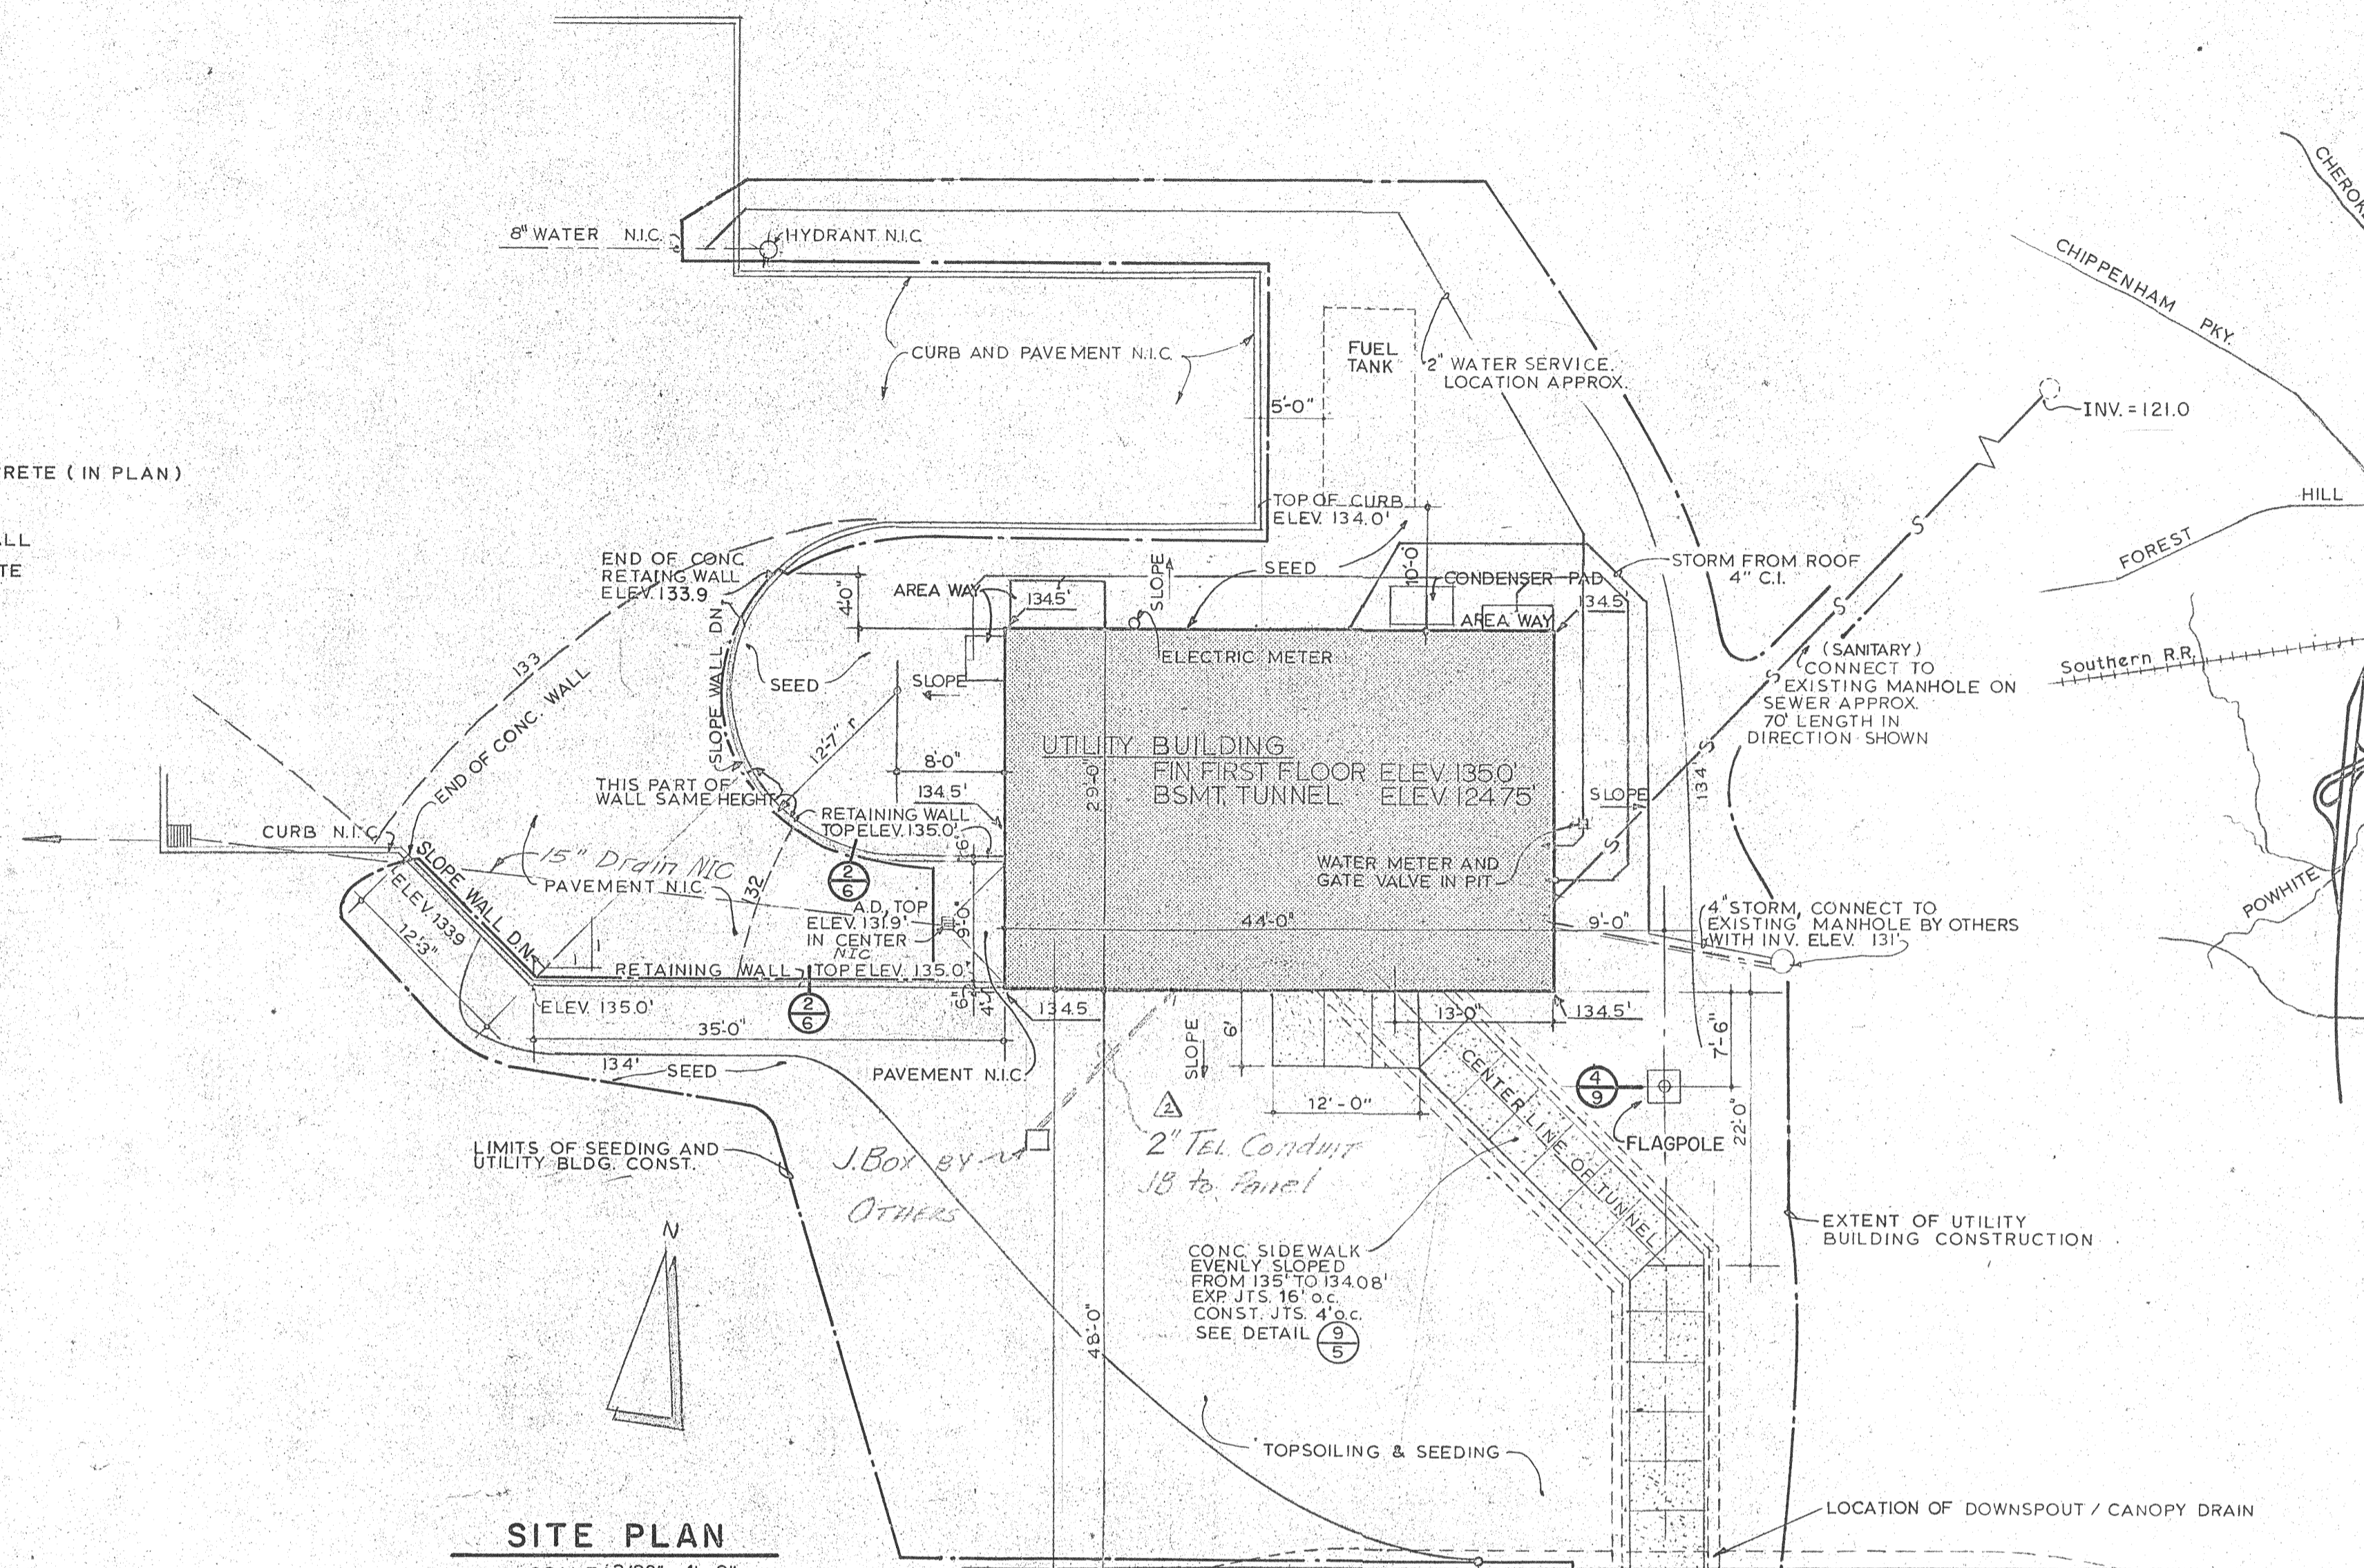 8" WATER N.I.C.
HYDRANT N.I.C.
CURB AND PAVEMENT N.I.C.
FUEL
TANK
2" WATER SERVICE.
LOCATION APPROX.
5'-0"
CHIPPENHAM PKY.
INV. = 121.0
RETE ( IN PLAN )
HILL
FOREST
TOP OF CURB
ELEV. 134.0'
END OF CONC.
RETAING WALL
ELEV. 133.9
4'-0"
AREA WAY
134.5'
SLOPE
SEED
10'-0
CONDENSER PAD
134.5
AREA WAY
STORM FROM ROOF
4" C.I.
ELECTRIC METER
S
S
S
S
S
(SANITARY)
CONNECT TO
EXISTING MANHOLE ON
SEWER APPROX.
70' LENGTH IN
DIRECTION SHOWN
Southern R.R.
133
END OF CONC. WALL
SLOPE WALL DN.
SEED
SLOPE
12'-7" r
8'-0"
134.5'
UTILITY BUILDING
FIN FIRST FLOOR ELEV. 135.0'
BSMT, TUNNEL. ELEV. 124.75'
29'-0"
134'
SLOPE
THIS PART OF
WALL SAME HEIGHT
RETAINING WALL
TOP ELEV. 135.0'
6"
CURB N.I.C.
15" Drain NIC
PAVEMENT N.I.C.
132
2
6
WATER METER AND
GATE VALVE IN PIT
SLOPE WALL DN.
ELEV. 133.9
12'-3"
A.D., TOP
ELEV. 131.9'
IN CENTER
NIC
9'-0"
44'-0"
9'-0"
4" STORM, CONNECT TO
EXISTING MANHOLE BY OTHERS
WITH INV. ELEV. 131'
POWHITE
1
1
RETAINING WALL TOP ELEV. 135.0'
2
6
6"
ELEV. 135.0'
35'-0"
134.5
13'-0"
134.5'
7'-6"
134'
SEED
PAVEMENT N.I.C.
SLOPE
6'
12'-0"
CENTER LINE OF TUNNEL
4
9
FLAGPOLE
22'-0"
LIMITS OF SEEDING AND
UTILITY BLDG. CONST.
J. BOX BY
OTHERS
2
2" TEL. Conduit
JB to Panel
N
CONC. SIDEWALK
EVENLY SLOPED
FROM 135' TO 134.08'
EXP. JTS. 16' o.c.
CONST. JTS. 4' o.c.
SEE DETAIL 9
5
EXTENT OF UTILITY
BUILDING CONSTRUCTION
48'-0"
TOPSOILING & SEEDING
LOCATION OF DOWNSPOUT / CANOPY DRAIN
SITE PLAN